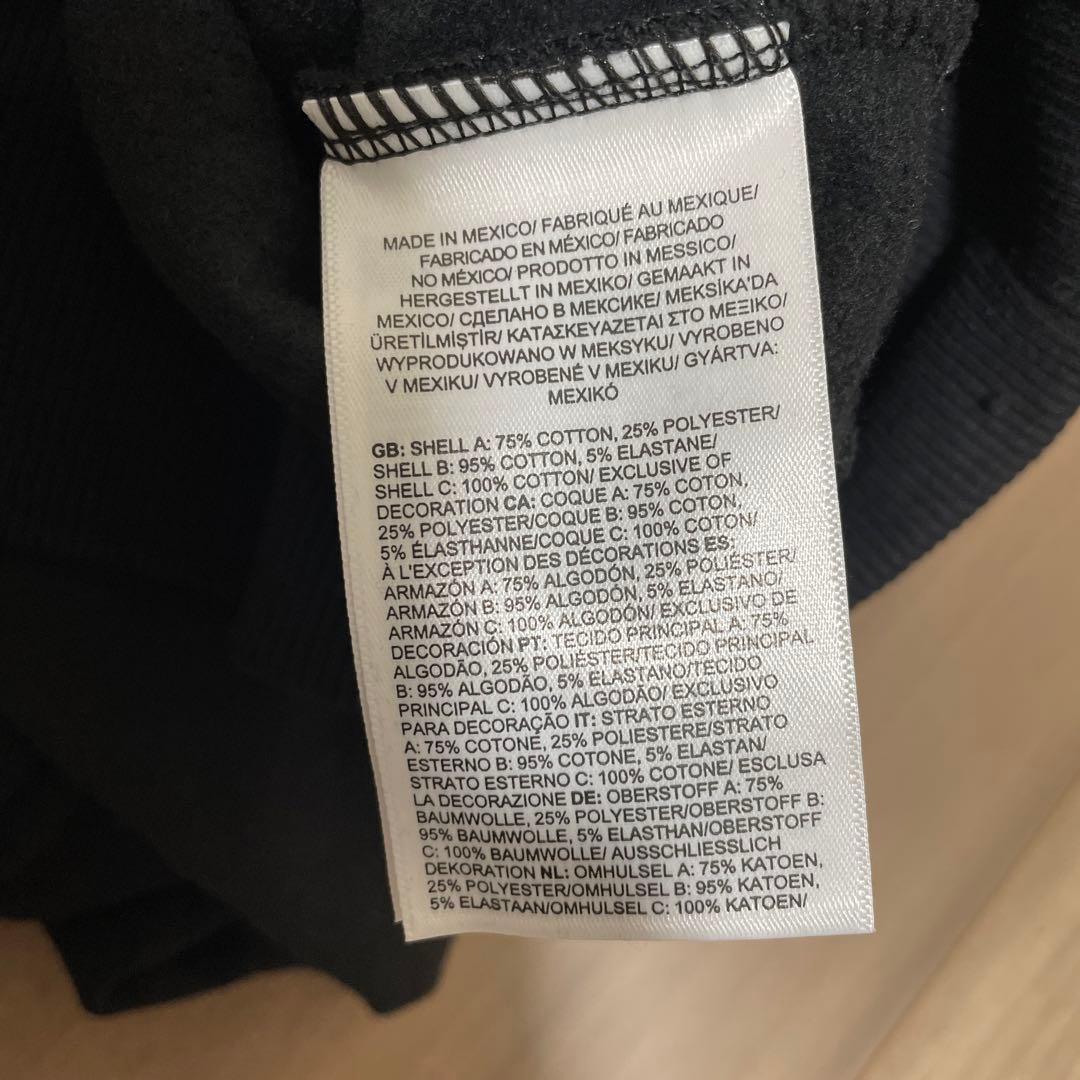 MADE IN MEXICO/ FABRIQUÉ AU MEXIQUE/
FABRICADO EN MÉXICO/ FABRICADO
NO MÉXICO/ PRODOTTO IN MESSICO/
HERGESTELLT IN MEXIKO/ GEMAAKT IN
MEXICO/ СДЕЛАНО В МЕКСИКЕ/ MEKSİKA'DA
ÜRETİLMİŞTİR/ ΚΑΤΑΣΚΕΥΑΖΕΤΑΙ ΣΤΟ ΜΕΞΙΚΟ/
WYPRODUKOWANO W MEKSYKU/ VYROBENO
V MEXIKU/ VYROBENÉ V MEXIKU/ GYÁRTVA:
MEXIKÓ
GB: SHELL A: 75% COTTON, 25% POLYESTER/
SHELL B: 95% COTTON, 5% ELASTANE/
SHELL C: 100% COTTON/ EXCLUSIVE OF
DECORATION CA: COQUE A: 75% COTON,
25% POLYESTER/COQUE B: 95% COTON,
5% ÉLASTHANNE/COQUE C: 100% COTON/
À L'EXCEPTION DES DÉCORATIONS ES:
ARMAZÓN A: 75% ALGODÓN, 25% POLIÉSTER/
ARMAZÓN B: 95% ALGODÓN, 5% ELASTANO/
ARMAZÓN C: 100% ALGODÓN/ EXCLUSIVO DE
DECORACIÓN PT: TECIDO PRINCIPAL A: 75%
ALGODÃO, 25% POLIÉSTER/TECIDO PRINCIPAL
B: 95% ALGODÃO, 5% ELASTANO/TECIDO
PRINCIPAL C: 100% ALGODÃO/ EXCLUSIVO
PARA DECORAÇÃO IT: STRATO ESTERNO
A: 75% COTONE, 25% POLIESTERE/STRATO
ESTERNO B: 95% COTONE, 5% ELASTAN/
STRATO ESTERNO C: 100% COTONE/ ESCLUSA
LA DECORAZIONE DE: OBERSTOFF A: 75%
BAUMWOLLE, 25% POLYESTER/OBERSTOFF B:
95% BAUMWOLLE, 5% ELASTHAN/OBERSTOFF
C: 100% BAUMWOLLE/ AUSSCHLIESSLICH
DEKORATION NL: OMHULSEL A: 75% KATOEN,
25% POLYESTER/OMHULSEL B: 95% KATOEN,
5% ELASTAAN/OMHULSEL C: 100% KATOEN/